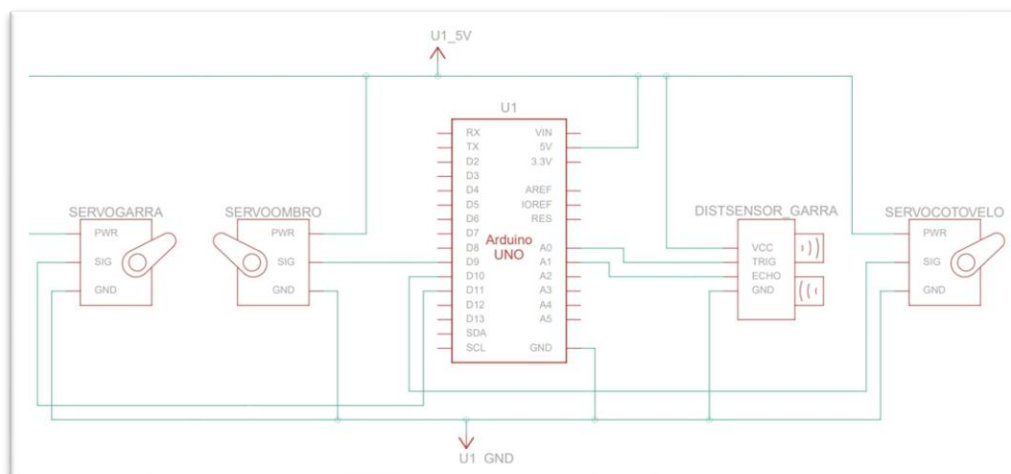 U1_5V
U1
RX
TX
D2
D3
D4
D5
D6
D7
D8
D9
D10
D11
D12
D13
SDA
SCL
VIN
5V
3.3V
AREF
IOREF
RES
A0
A1
A2
A3
A4
A5
GND
Arduino
UNO
SERVOGARRA
PWR
SIG
GND
SERVOOMBRO
PWR
SIG
GND
DISTSENSOR_GARRA
VCC
TRIG
ECHO
GND
SERVOCOTOVELO
PWR
SIG
GND
U1 GND